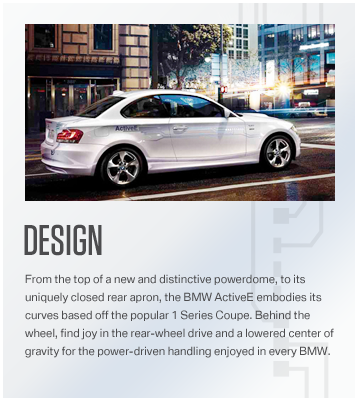 ActiveE
DESIGN
From the top of a new and distinctive powerdome, to its
uniquely closed rear apron, the BMW ActiveE embodies its
curves based off the popular 1 Series Coupe. Behind the
wheel, find joy in the rear-wheel drive and a lowered center of
gravity for the power-driven handling enjoyed in every BMW.